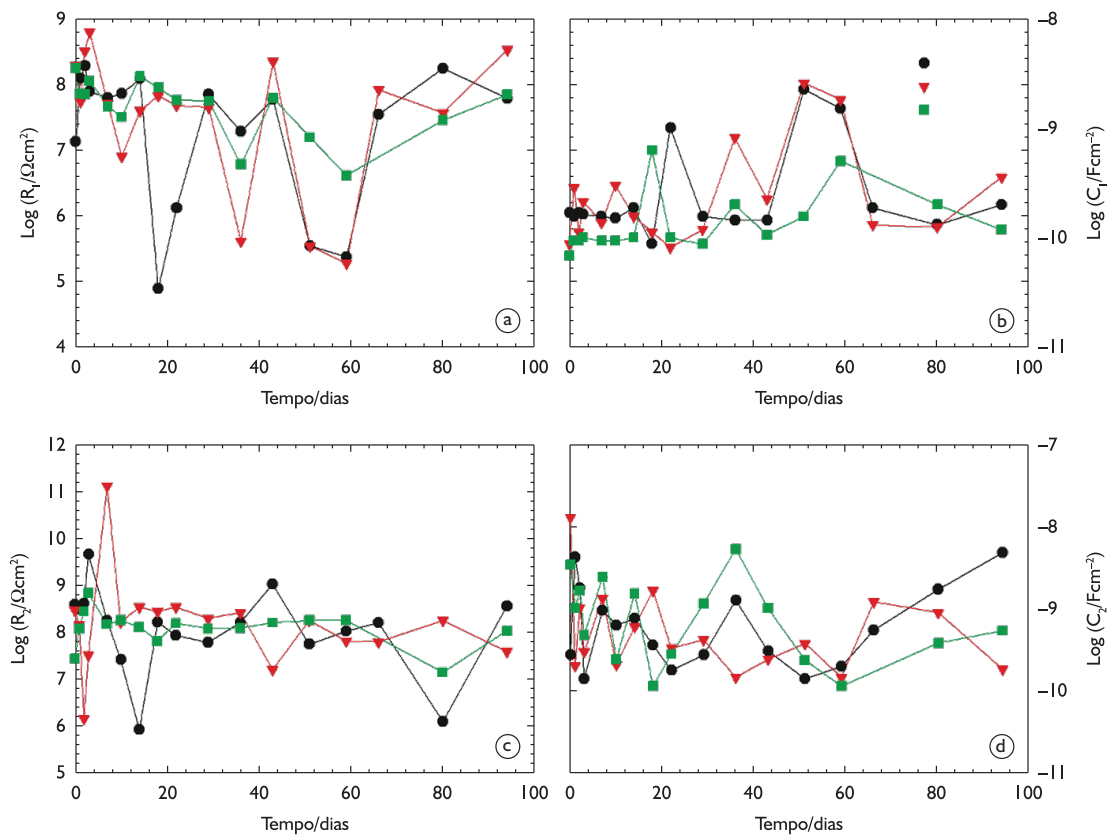 9
8
7
6
5
4
Log (R₁/Ωcm²)
0 20 40 60 80 100
Tempo/dias
a
−8
−9
−10
−11
Log (C₁/Fcm⁻²)
0 20 40 60 80 100
Tempo/dias
b
12
11
10
9
8
7
6
5
Log (R₂/Ωcm²)
0 20 40 60 80 100
Tempo/dias
c
−7
−8
−9
−10
−11
Log (C₂/Fcm⁻²)
0 20 40 60 80 100
Tempo/dias
d